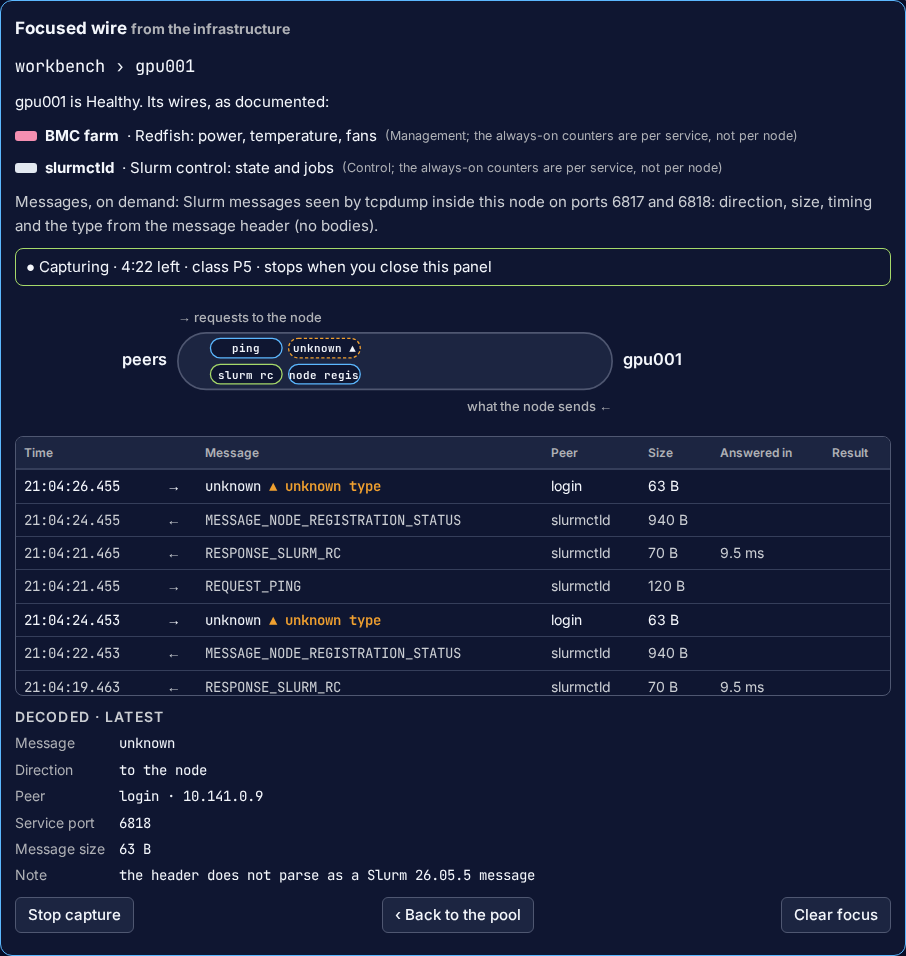 Focused wire from the infrastructure
workbench › gpu001
gpu001 is Healthy. Its wires, as documented:
BMC farm · Redfish: power, temperature, fans (Management; the always-on counters are per service, not per node)
slurmctld · Slurm control: state and jobs (Control; the always-on counters are per service, not per node)
Messages, on demand: Slurm messages seen by tcpdump inside this node on ports 6817 and 6818: direction, size, timing
and the type from the message header (no bodies).
● Capturing · 4:22 left · class P5 · stops when you close this panel
→ requests to the node
peers
ping unknown ▲
slurm rc node regis
gpu001
what the node sends ←
Time Message Peer Size Answered in Result
21:04:26.455 → unknown ▲ unknown type login 63 B
21:04:24.455 ← MESSAGE_NODE_REGISTRATION_STATUS slurmctld 940 B
21:04:21.465 ← RESPONSE_SLURM_RC slurmctld 70 B 9.5 ms
21:04:21.455 → REQUEST_PING slurmctld 120 B
21:04:24.453 → unknown ▲ unknown type login 63 B
21:04:22.453 ← MESSAGE_NODE_REGISTRATION_STATUS slurmctld 940 B
21:04:19.463 ← RESPONSE_SLURM_RC slurmctld 70 B 9.5 ms
DECODED · LATEST
Message unknown
Direction to the node
Peer login · 10.141.0.9
Service port 6818
Message size 63 B
Note the header does not parse as a Slurm 26.05.5 message
Stop capture ‹ Back to the pool Clear focus